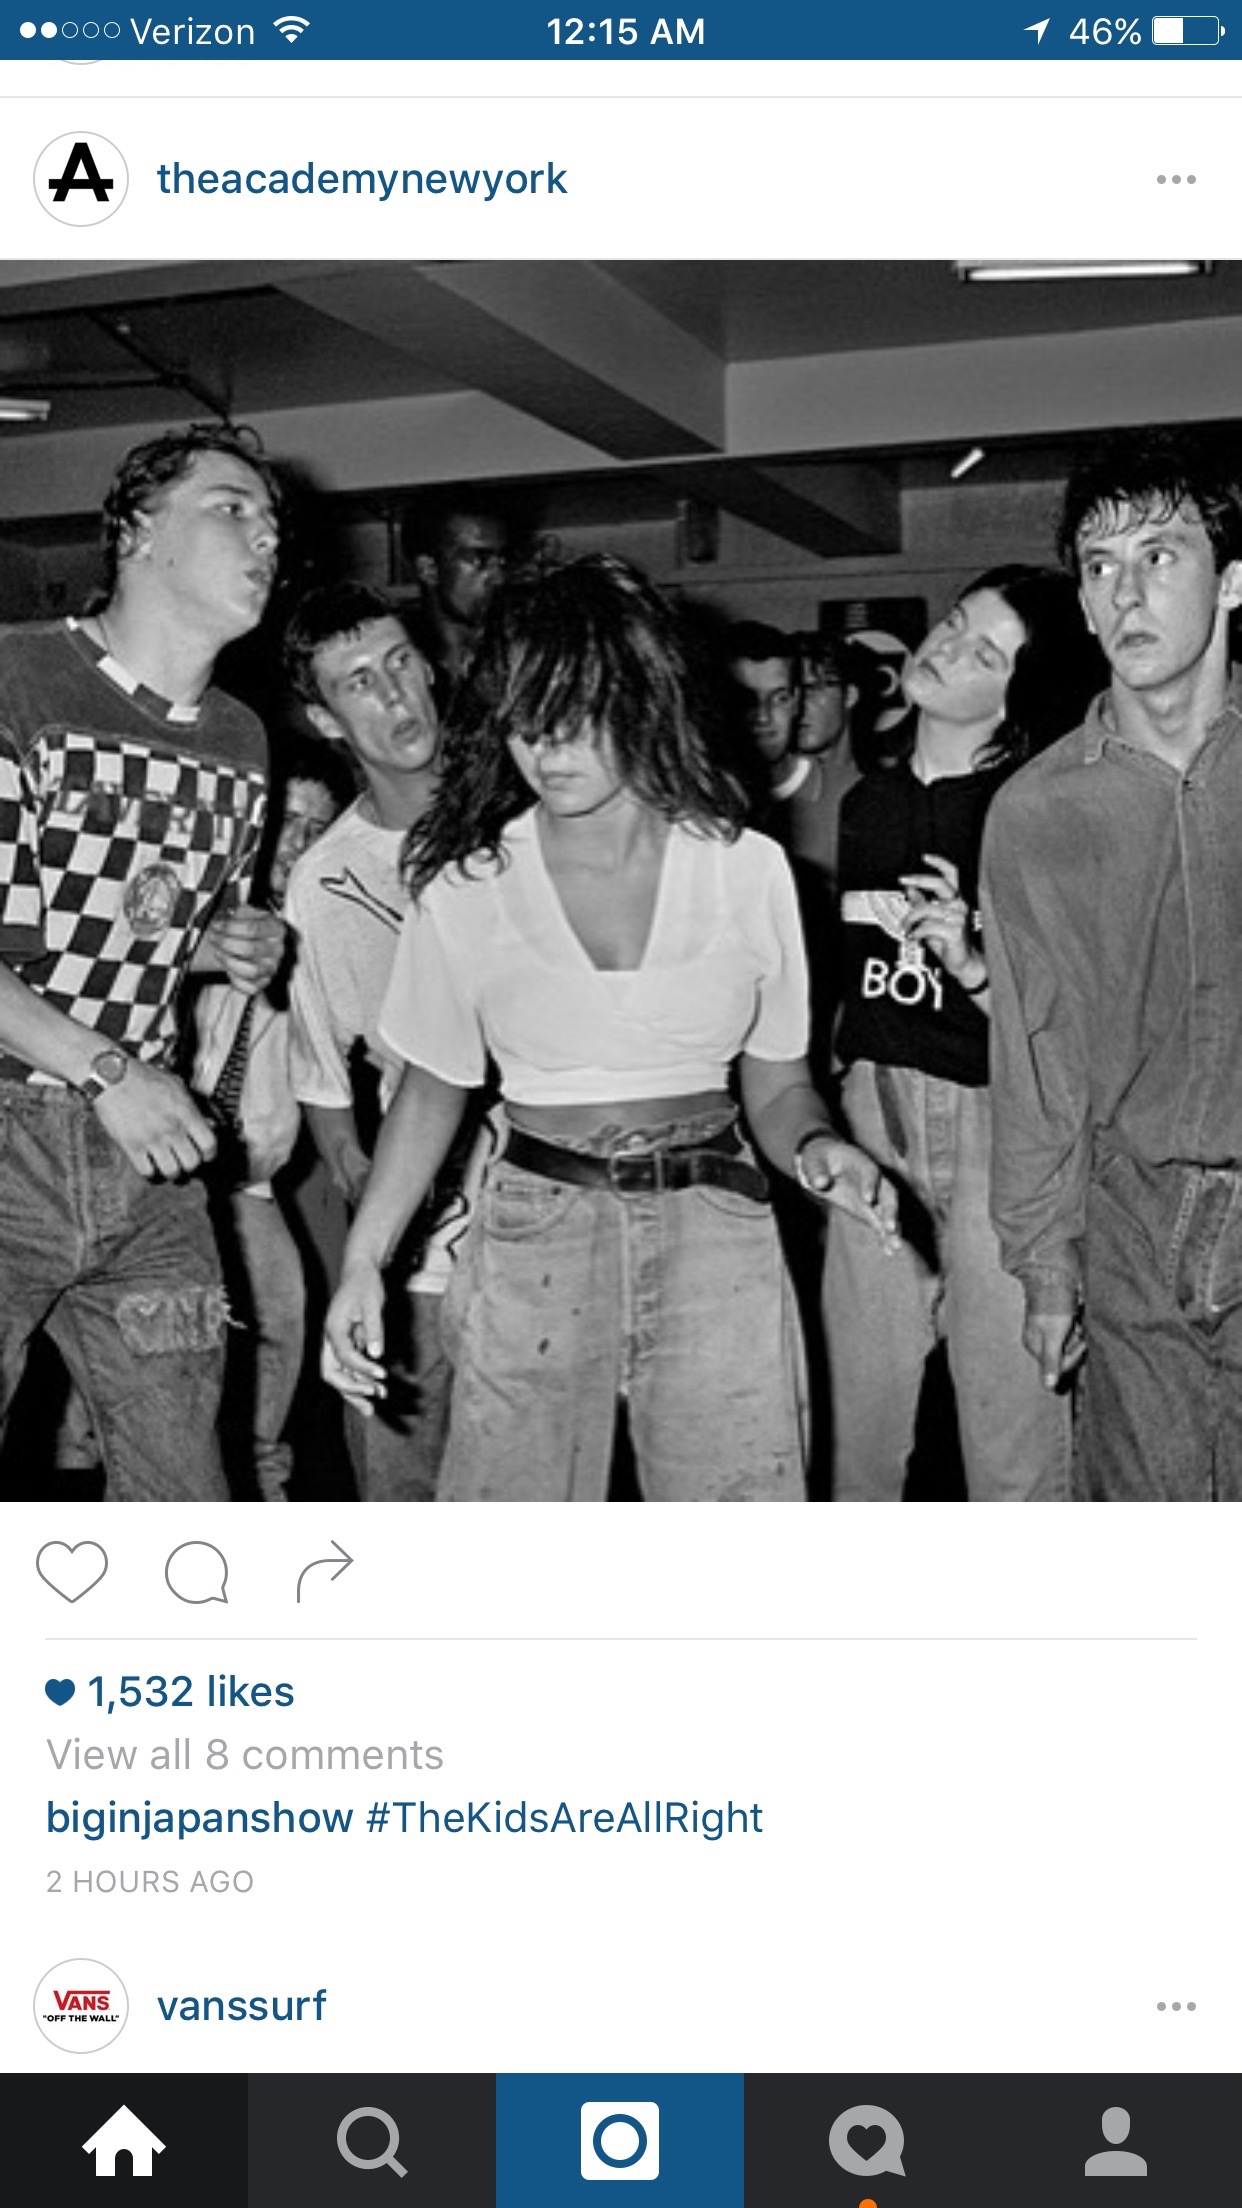 Verizon 12:15 AM 46%
A theacademynewyork
BOY
1,532 likes
View all 8 comments
biginjapanshow #TheKidsAreAllRight
2 HOURS AGO
VANS
"OFF THE WALL"
vanssurf